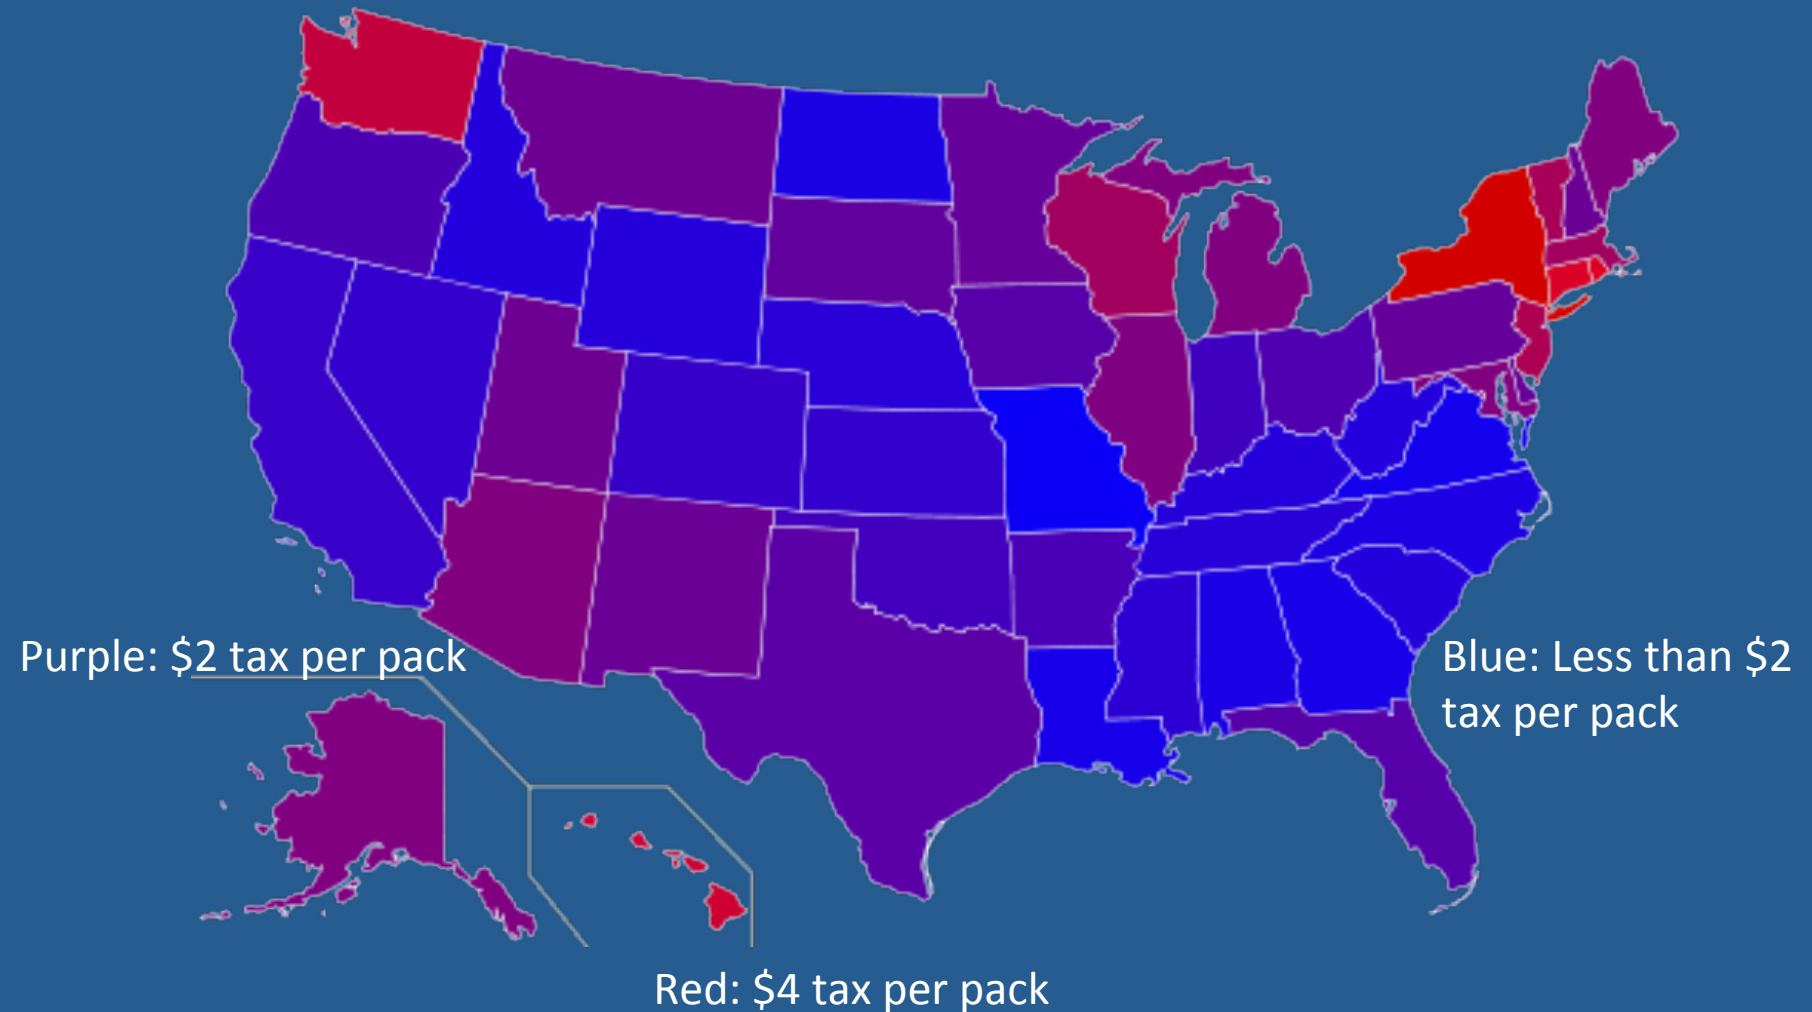 Purple: $2 tax per pack
Blue: Less than $2
tax per pack
Red: $4 tax per pack